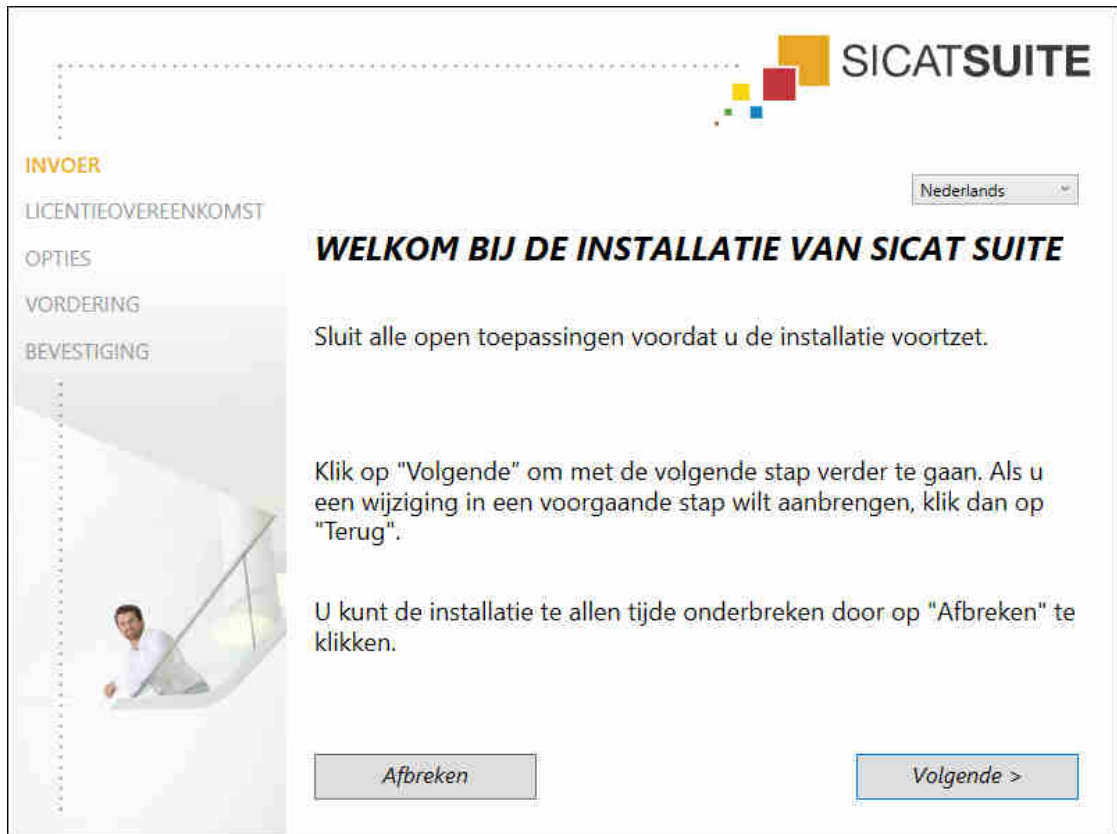 SICATSUITE
INVOER
LICENTIEOVEREENKOMST
OPTIES
VORDERING
BEVESTIGING
Nederlands
WELKOM BIJ DE INSTALLATIE VAN SICAT SUITE
Sluit alle open toepassingen voordat u de installatie voortzet.
Klik op "Volgende" om met de volgende stap verder te gaan. Als u
een wijziging in een voorgaande stap wilt aanbrengen, klik dan op
"Terug".
U kunt de installatie te allen tijde onderbreken door op "Afbreken" te
klikken.
Afbreken
Volgende >